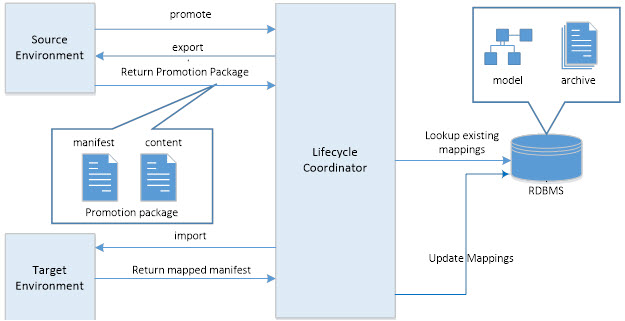 promote
Source
Environment
export
Return Promotion Package
manifest
content
Promotion package
Lifecycle
Coordinator
model
archive
Lookup existing
mappings
RDBMS
import
Target
Environment
Return mapped manifest
Update Mappings